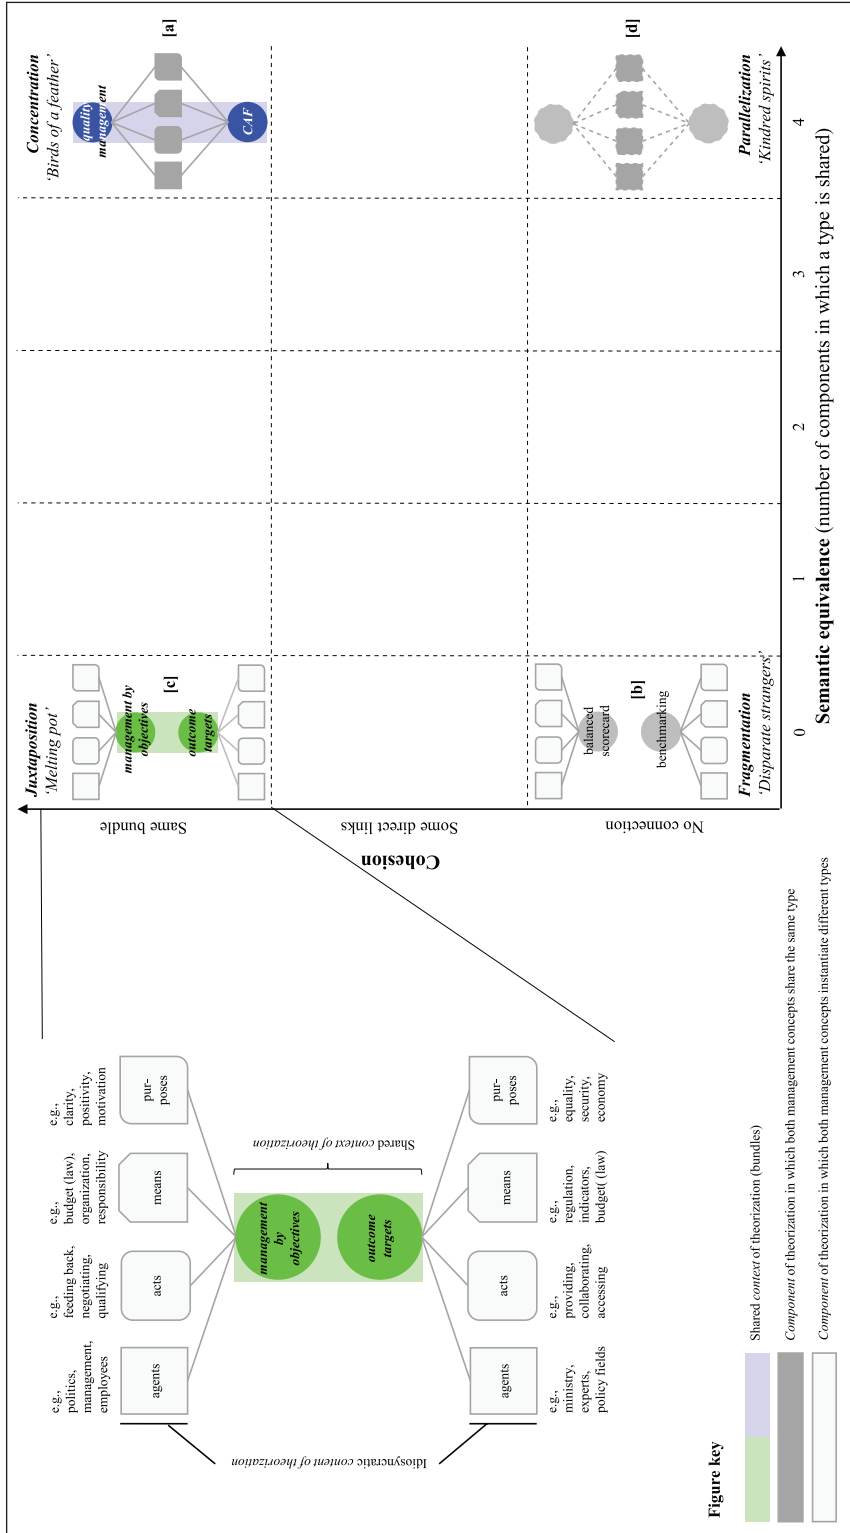 e.g.,
politics,
management,
employees
e.g.,
feeding back,
negotiating,
qualifying
e.g.,
budget (law),
organization,
responsibility
e.g.,
clarity,
positivity,
motivation
agents
acts
means
pur-
poses
Idiosyncratic content of theorization
management
by
objectives
outcome
targets
Shared context of theorization
agents
acts
means
pur-
poses
e.g.,
ministry,
experts,
policy fields
e.g.,
providing,
collaborating,
accessing
e.g.,
regulation,
indicators,
budget( (law)
e.g.,
equality,
security,
economy
Cohesion
Same bundle
Some direct links
No connection
Juxtaposition
'Melting pot'
management by
objectives
outcome
targets
[c]
Concentration
'Birds of a feather'
quality
management
CAF
[a]
balanced
scorecard
[b]
benchmarking
Fragmentation
'Disparate strangers'
[d]
Parallelization
'Kindred spirits'
0
1
2
3
4
Semantic equivalence (number of components in which a type is shared)
Figure key
Shared context of theorization (bundles)
Component of theorization in which both management concepts share the same type
Component of theorization in which both management concepts instantiate different types